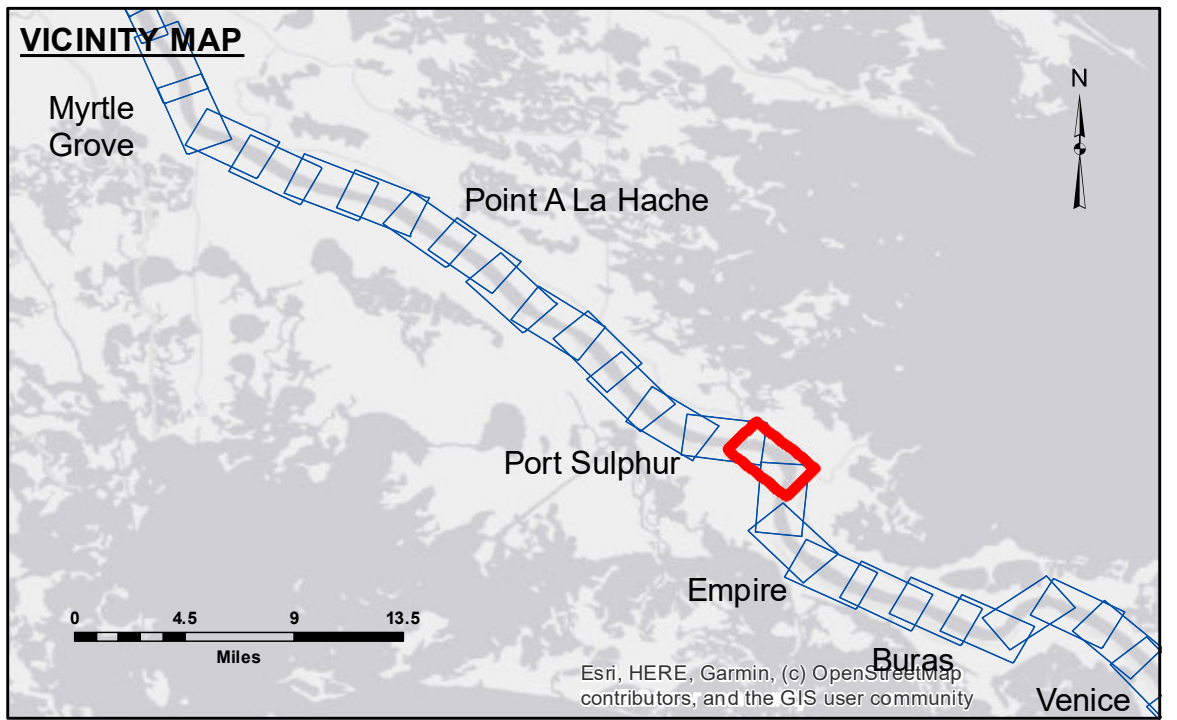 VICINITY MAP
N
Myrtle
Grove
Point A La Hache
Port Sulphur
Empire
0 4.5 9 13.5
Miles
Buras
Esri, HERE, Garmin, (c) OpenStreetMap
contributors, and the GIS user community
Venice